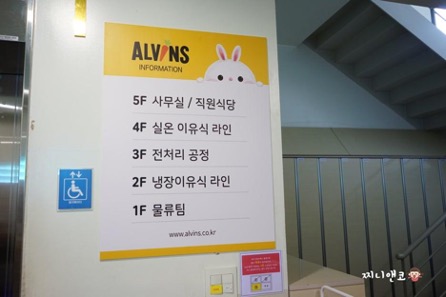 ALVINS
INFORMATION
5F 사무실 / 직원식당
4F 실온 이유식 라인
3F 전처리 공정
2F 냉장이유식 라인
1F 물류팀
www.alvins.co.kr
찌니앤코